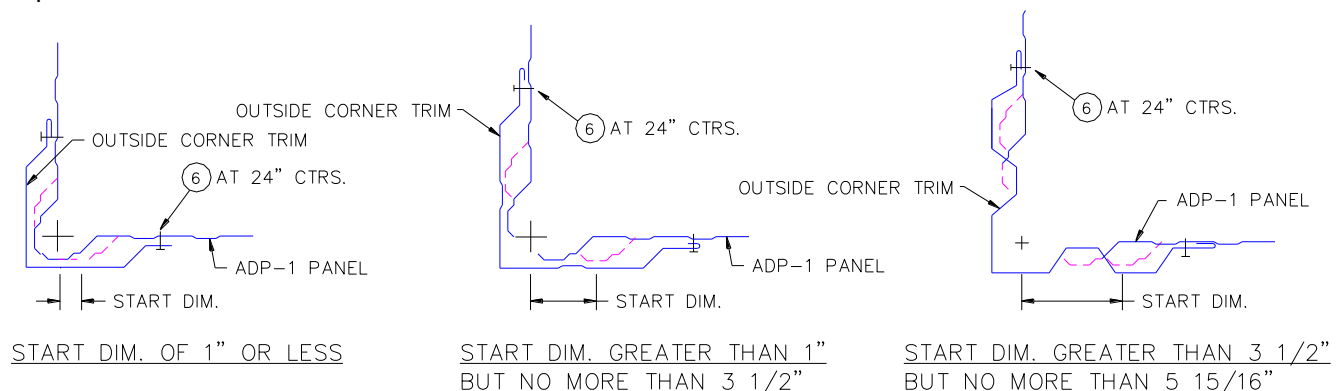 OUTSIDE CORNER TRIM
6 AT 24" CTRS.
ADP-1 PANEL
START DIM.
START DIM. OF 1" OR LESS
OUTSIDE CORNER TRIM
6 AT 24" CTRS.
ADP-1 PANEL
START DIM.
START DIM. GREATER THAN 1"
BUT NO MORE THAN 3 1/2"
6 AT 24" CTRS.
OUTSIDE CORNER TRIM
ADP-1 PANEL
START DIM.
START DIM. GREATER THAN 3 1/2"
BUT NO MORE THAN 5 15/16"